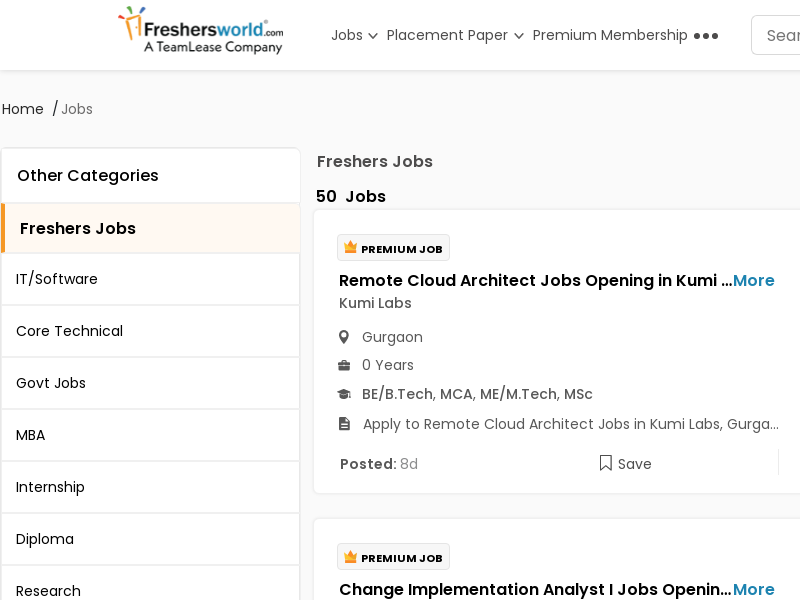 Freshersworld.com
A TeamLease Company
Jobs Placement Paper Premium Membership
Home / Jobs
Other Categories
Freshers Jobs
IT/Software
Core Technical
Govt Jobs
MBA
Internship
Diploma
Research
Freshers Jobs
50 Jobs
PREMIUM JOB
Remote Cloud Architect Jobs Opening in Kumi ...More
Kumi Labs
Gurgaon
0 Years
BE/B.Tech, MCA, ME/M.Tech, MSc
Apply to Remote Cloud Architect Jobs in Kumi Labs, Gurga...
Posted: 8d Save
PREMIUM JOB
Change Implementation Analyst I Jobs Openin...More